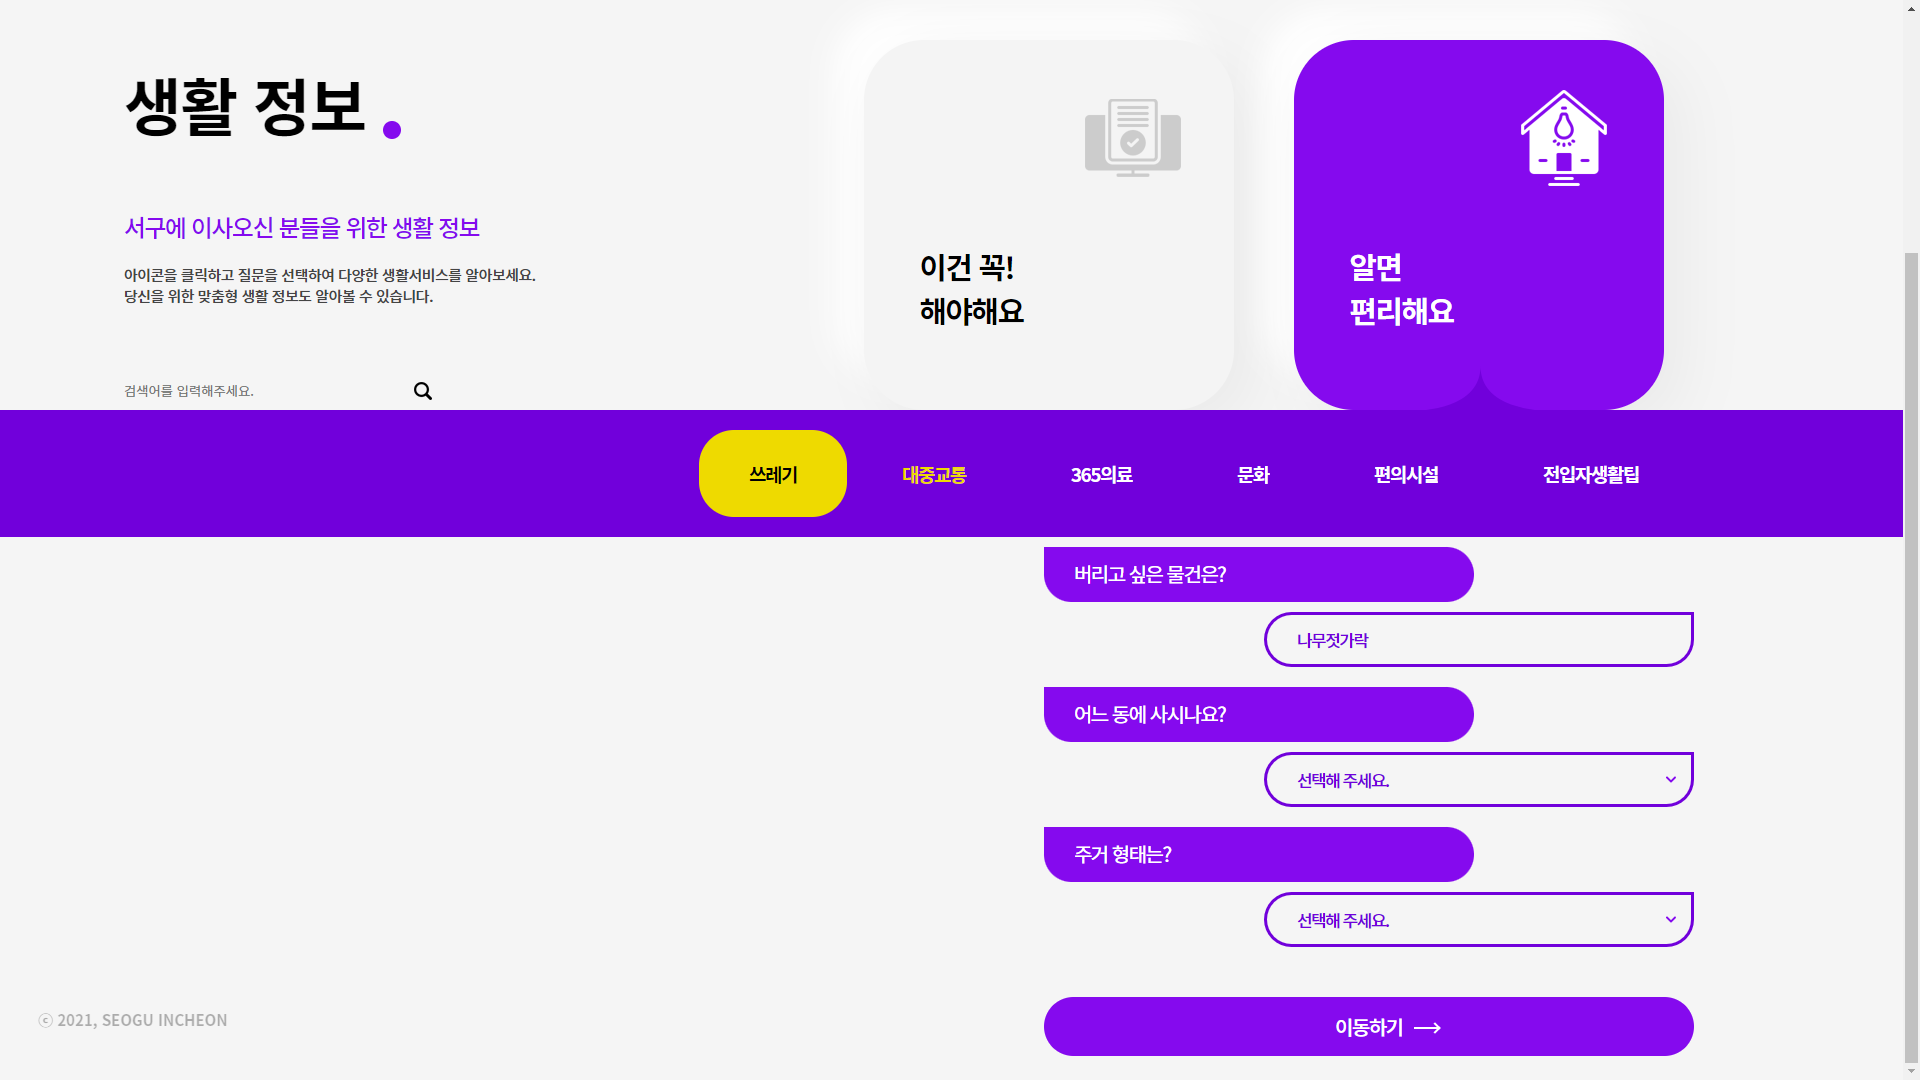 생활 정보
서구에 이사오신 분들을 위한 생활 정보
아이콘을 클릭하고 질문을 선택하여 다양한 생활서비스를 알아보세요.
당신을 위한 맞춤형 생활 정보도 알아볼 수 있습니다.
검색어를 입력해주세요.
이건 꼭!
해야해요
알면
편리해요
쓰레기
대중교통
365의료
문화
편의시설
전입자생활팁
버리고 싶은 물건은?
나무젓가락
어느 동에 사시나요?
선택해 주세요.
주거 형태는?
선택해 주세요.
이동하기
ⓒ 2021, SEOGU INCHEON